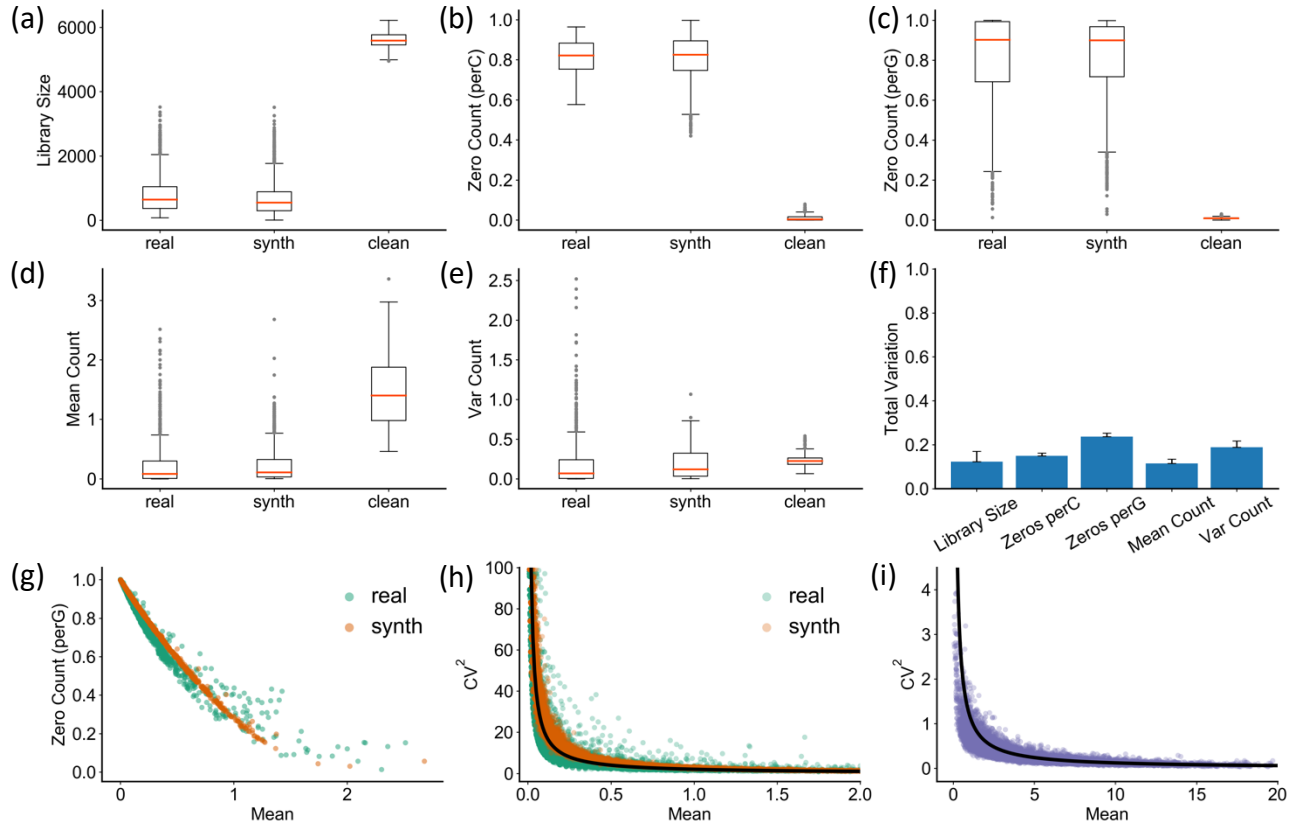 (a)
Library Size
6000
4000
2000
0
real synth clean
(b)
Zero Count (perC)
1.0
0.8
0.6
0.4
0.2
0.0
real synth clean
(c)
Zero Count (perG)
1.0
0.8
0.6
0.4
0.2
0.0
real synth clean
(d)
Mean Count
3
2
1
0
real synth clean
(e)
Var Count
2.5
2.0
1.5
1.0
0.5
0.0
real synth clean
(f)
Total Variation
1.0
0.8
0.6
0.4
0.2
0.0
Library Size
Zeros perC
Zeros perG
Mean Count
Var Count
(g)
Zero Count (perG)
1.0
0.8
0.6
0.4
0.2
0.0
real
synth
0 1 2
Mean
(h)
CV²
100
80
60
40
20
0
real
synth
0.0 0.5 1.0 1.5 2.0
Mean
(i)
CV²
4
3
2
1
0
0 5 10 15 20
Mean